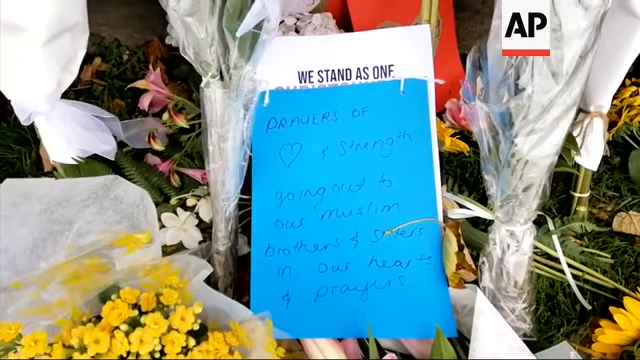 AP
WE STAND AS ONE.
PRAYERS OF
& Strength
going out to
our muslim
brothers & sisters
in our hearts
& prayers